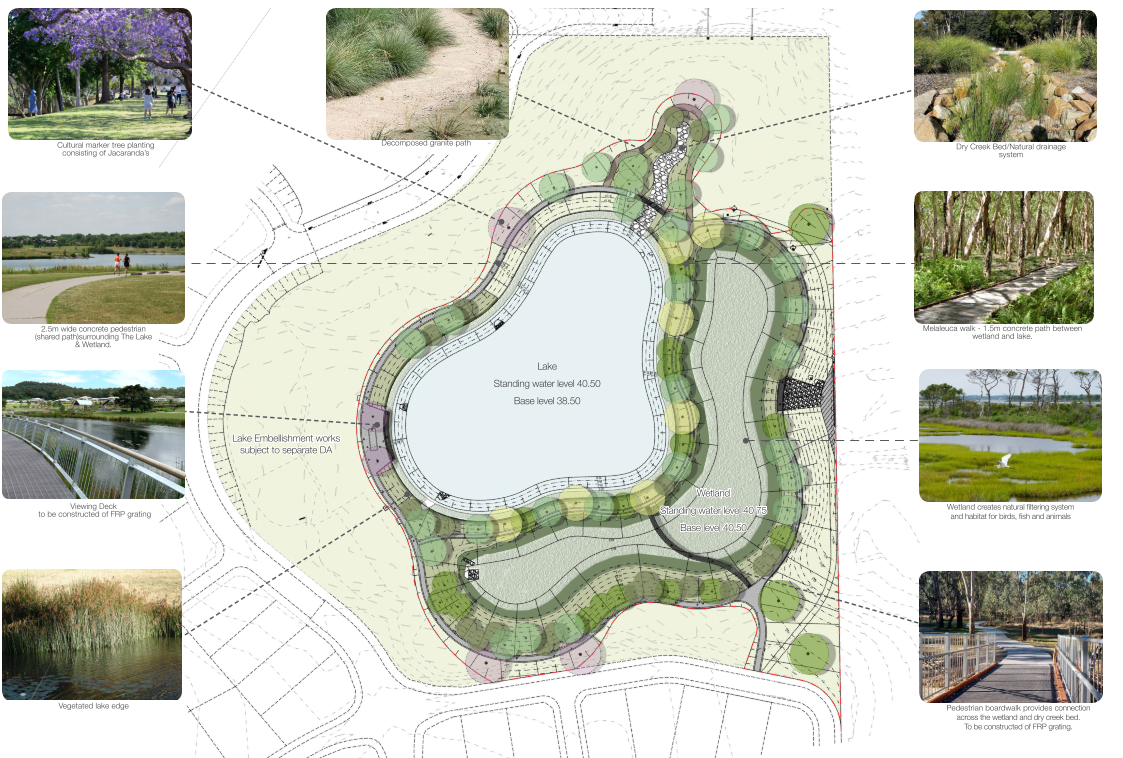 Cultural marker tree planting
consisting of Jacaranda's
Decomposed granite path
Dry Creek Bed/Natural drainage
system
2.5m wide concrete pedestrian
(shared path)surrounding The Lake
& Wetland.
Melaleuca walk - 1.5m concrete path between
wetland and lake.
Lake
Standing water level 40.50
Base level 38.50
Lake Embellishment works
subject to separate DA
Viewing Deck
to be constructed of FRP grating
Wetland
Standing water level 40.75
Base level 40.50
Wetland creates natural filtering system
and habitat for birds, fish and animals
Vegetated lake edge
Pedestrian boardwalk provides connection
across the wetland and dry creek bed.
To be constructed of FRP grating.